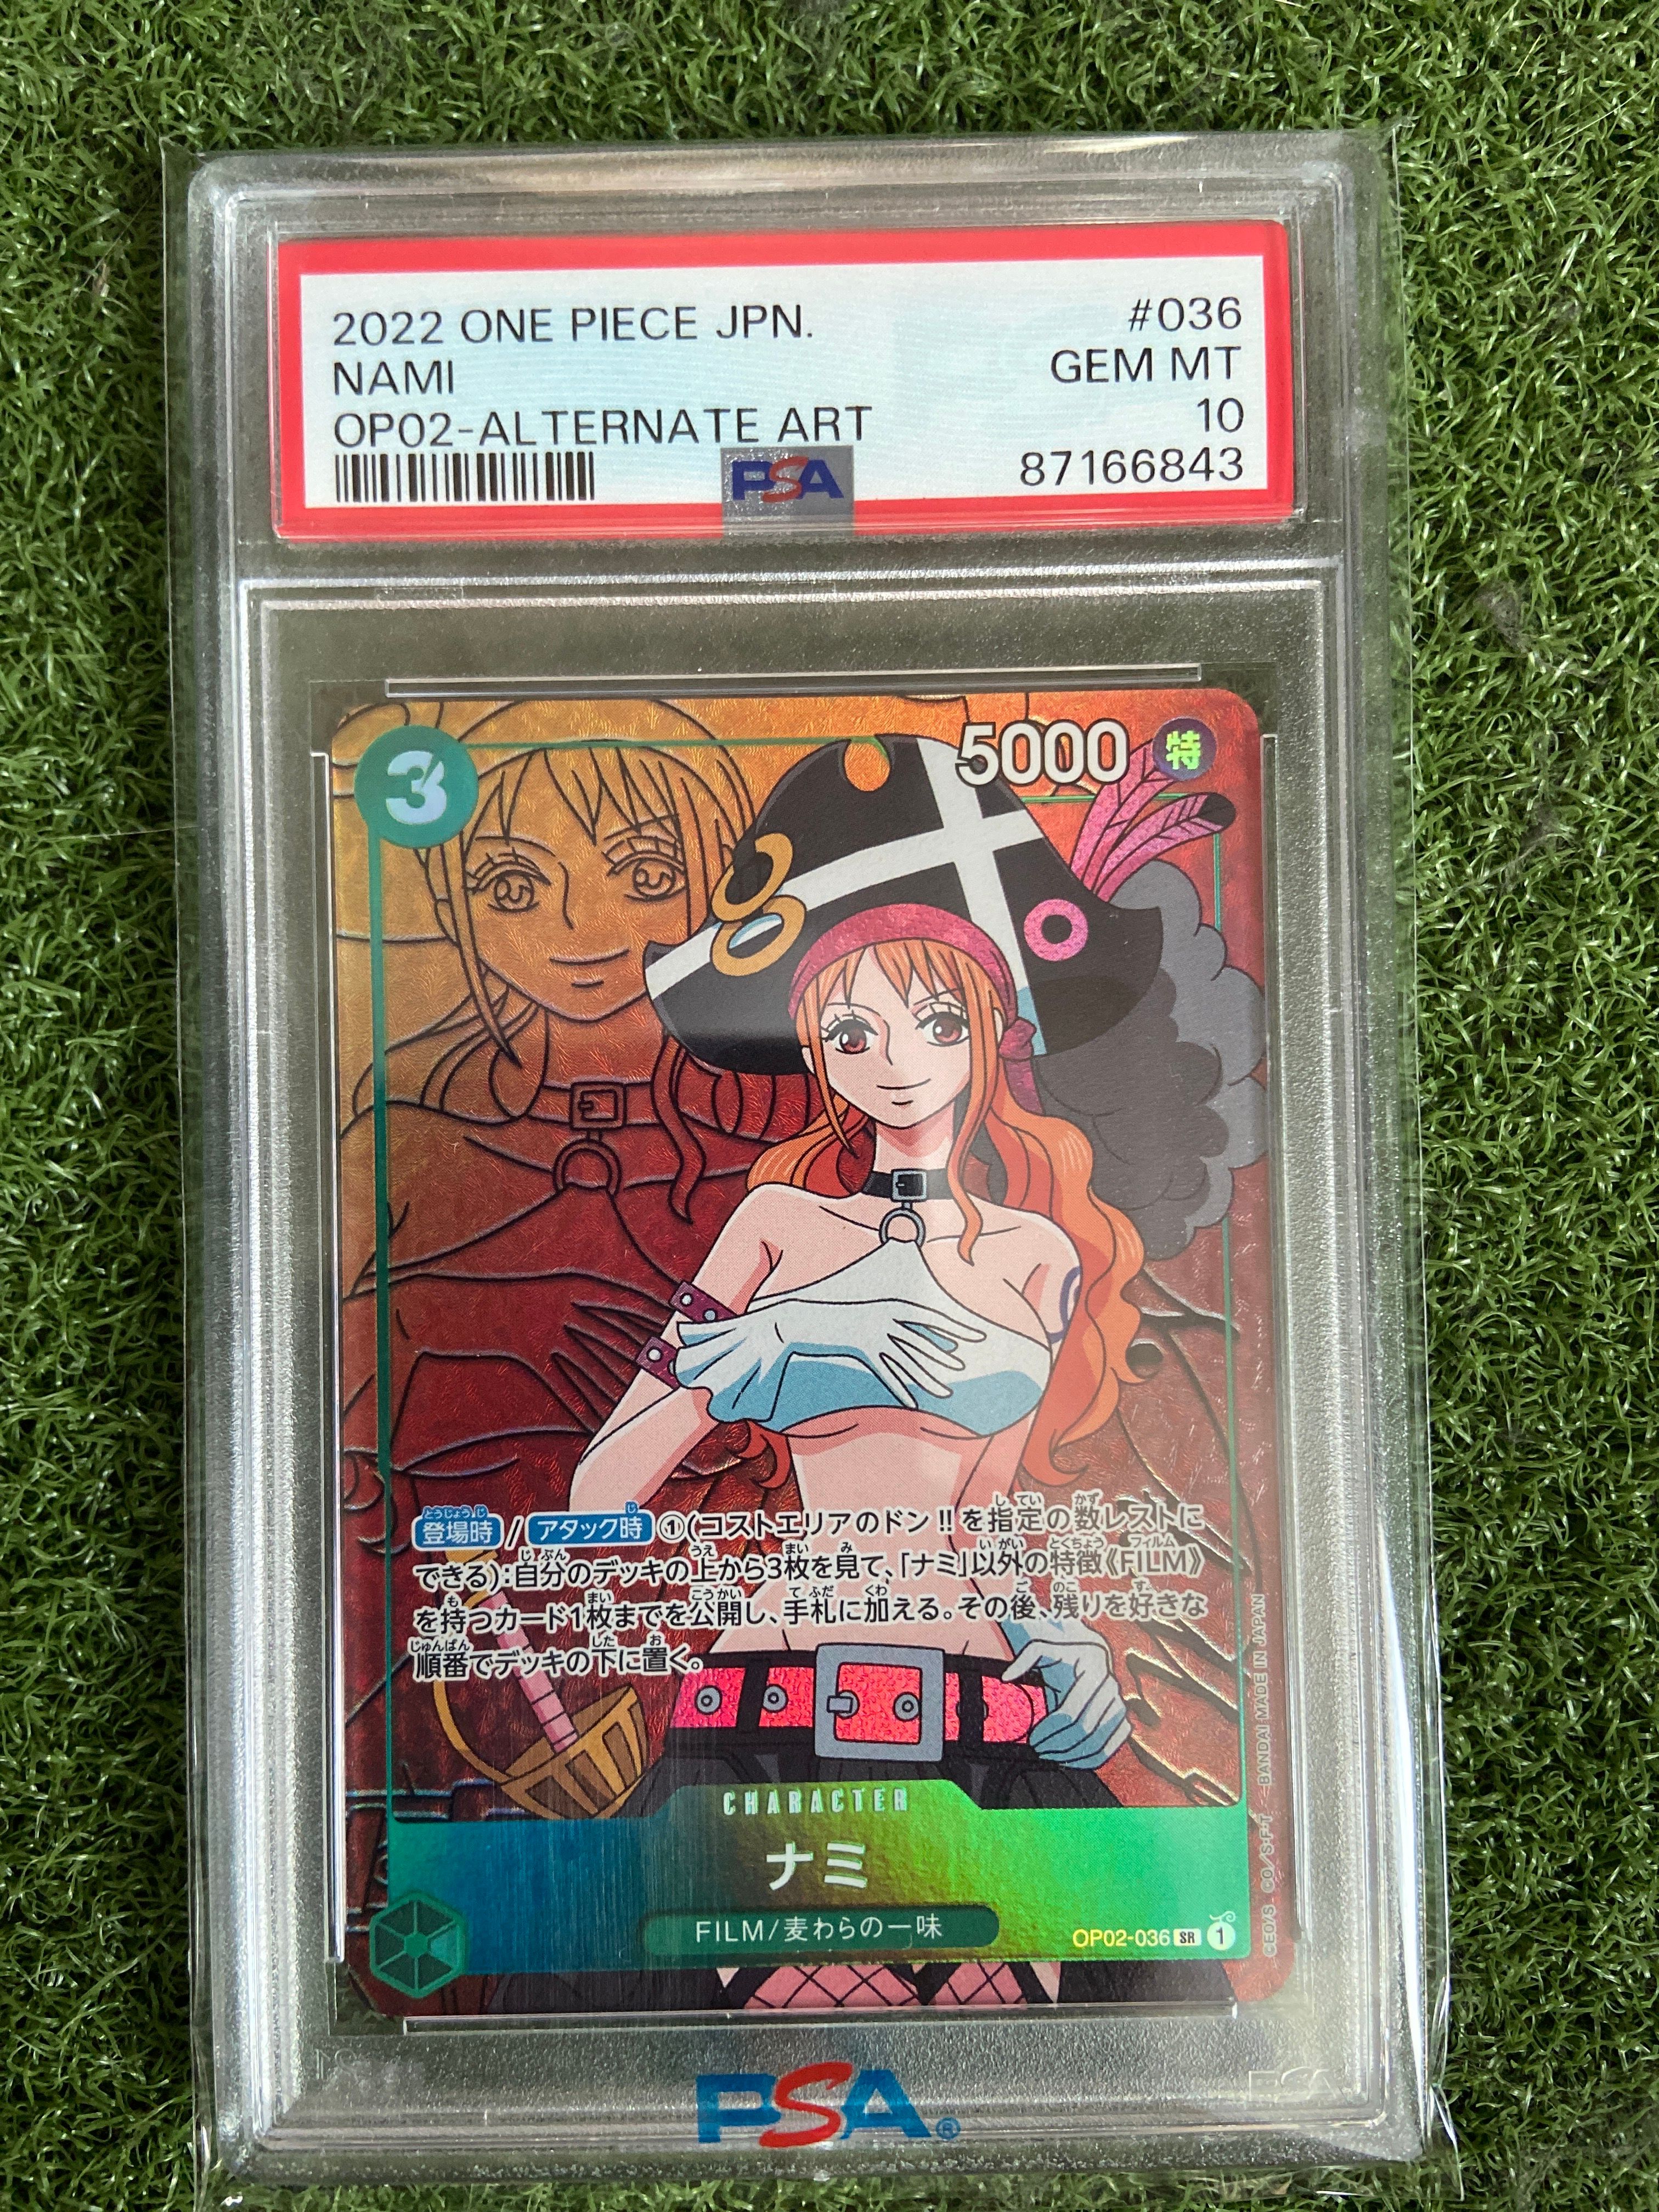 2022 ONE PIECE JPN.
#036
NAMI
GEM MT
OP02-ALTERNATE ART
10
PSA
87166843
3
5000
特
登場時/アタック時①(コストエリアのドン!!を指定の数レストに
できる):自分のデッキの上から3枚を見て、「ナミ」以外の特徴《FILM》
を持つカード1枚までを公開し、手札に加える。その後、残りを好きな
順番でデッキの下に置く。
CHARACTER
ナミ
FILM/麦わらの一味
OP02-036 SR 1
BANDAI MADE IN JAPAN
PSA®